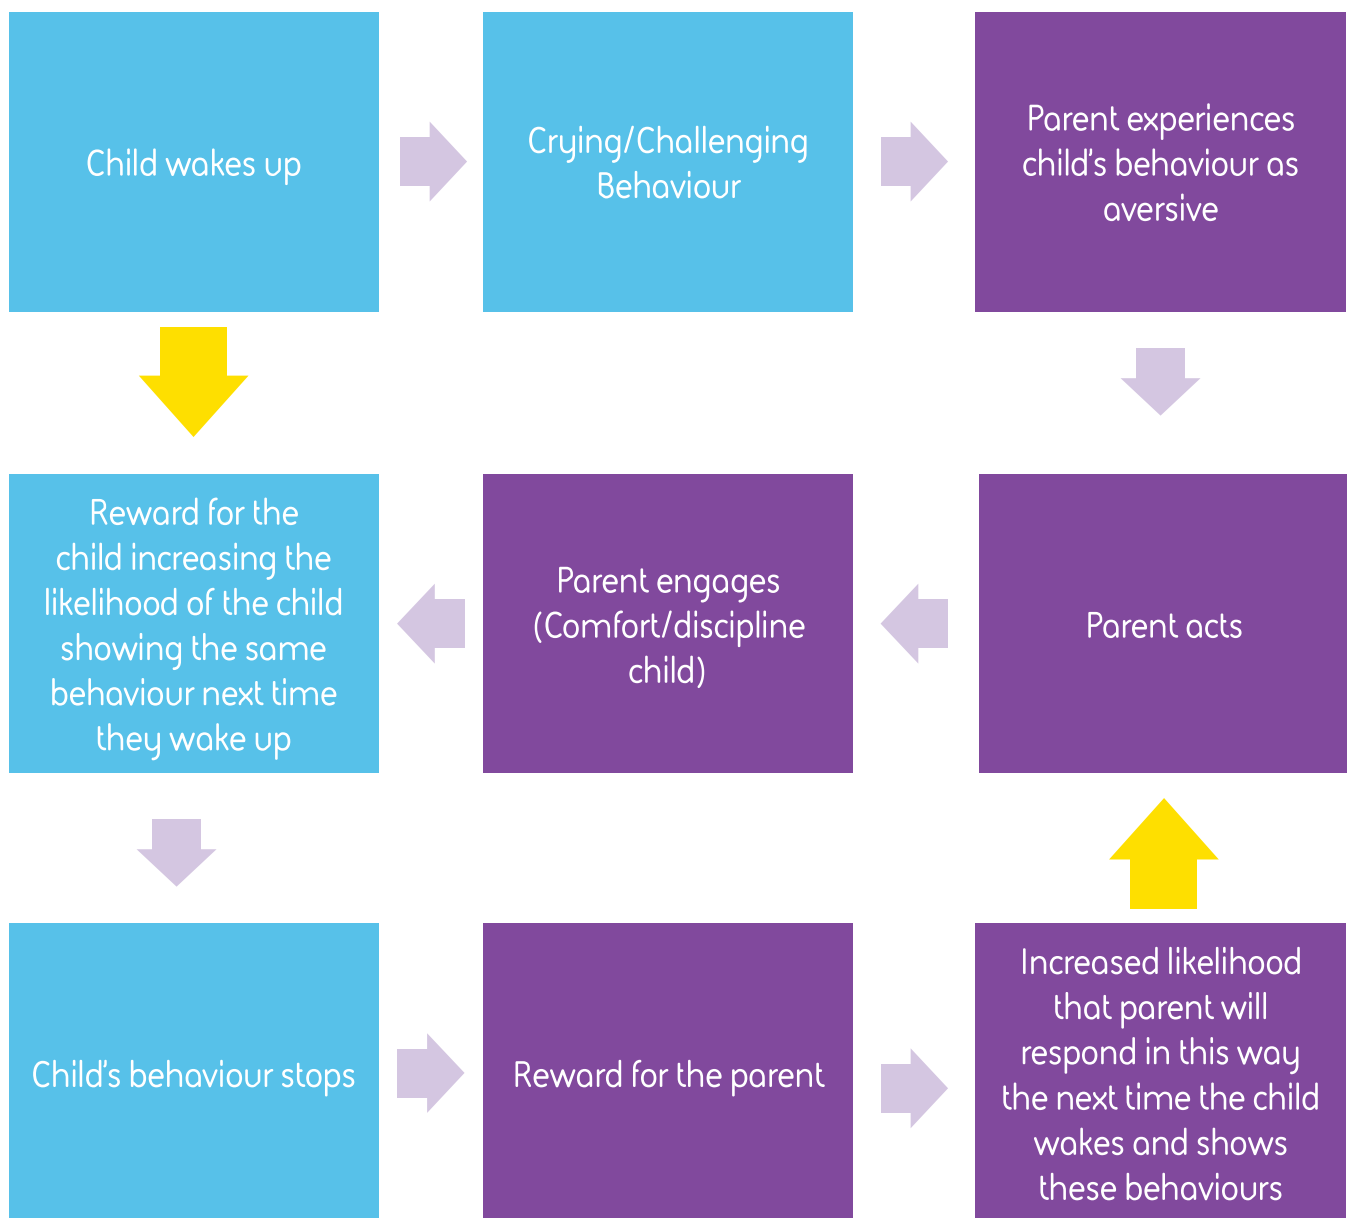 Child wakes up
Crying/Challenging
Behaviour
Parent experiences
child's behaviour as
aversive
Reward for the
child increasing the
likelihood of the child
showing the same
behaviour next time
they wake up
Parent engages
(Comfort/discipline
child)
Parent acts
Child's behaviour stops
Reward for the parent
Increased likelihood
that parent will
respond in this way
the next time the child
wakes and shows
these behaviours